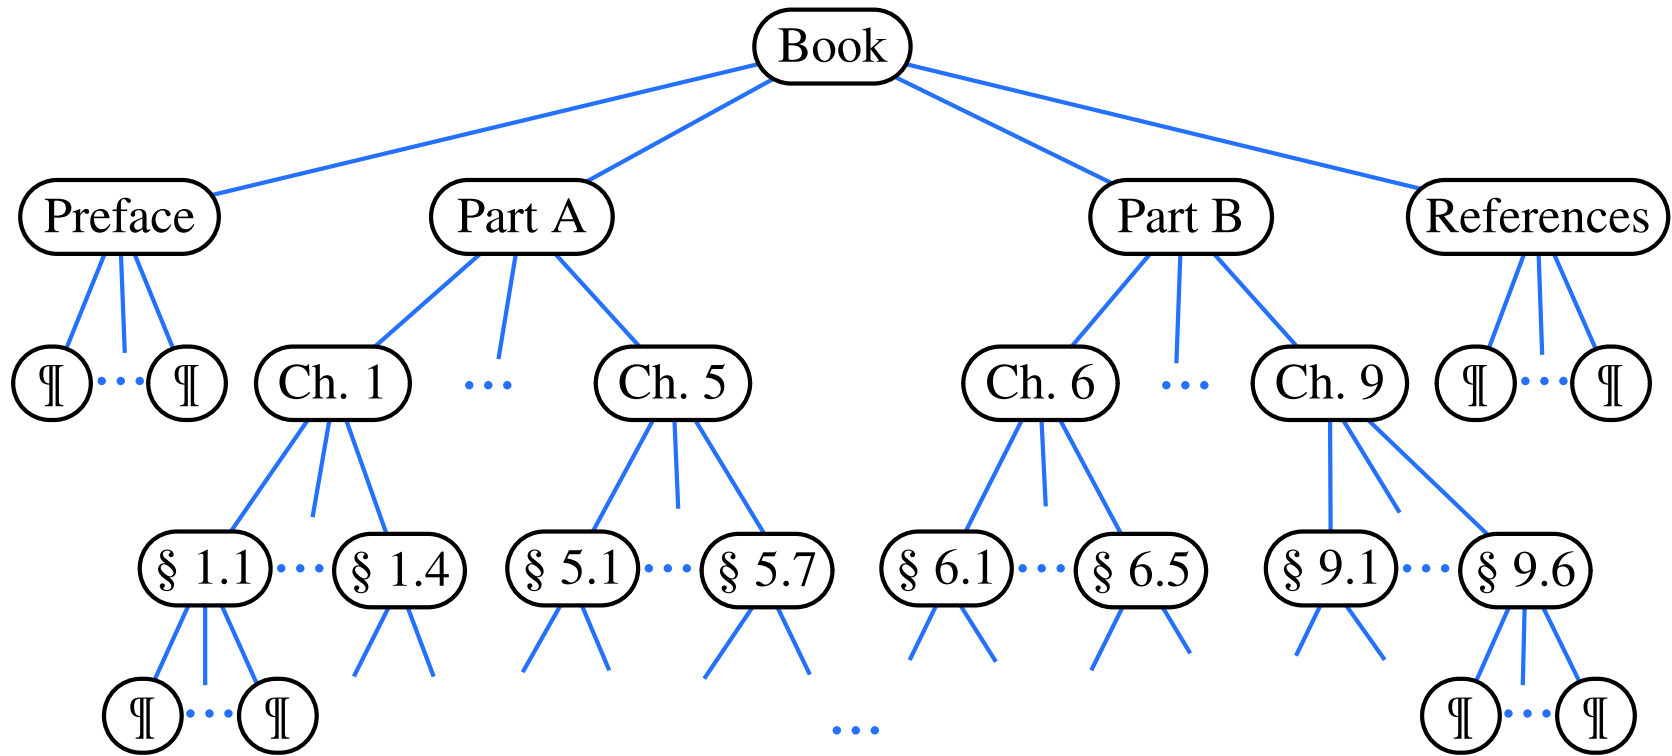 Book
Preface Part A Part B References
¶ ... ¶ Ch. 1 ... Ch. 5 Ch. 6 ... Ch. 9 ¶ ... ¶
§ 1.1 ... § 1.4 § 5.1 ... § 5.7 § 6.1 ... § 6.5 § 9.1 ... § 9.6
¶ ... ¶ ... ¶ ... ¶